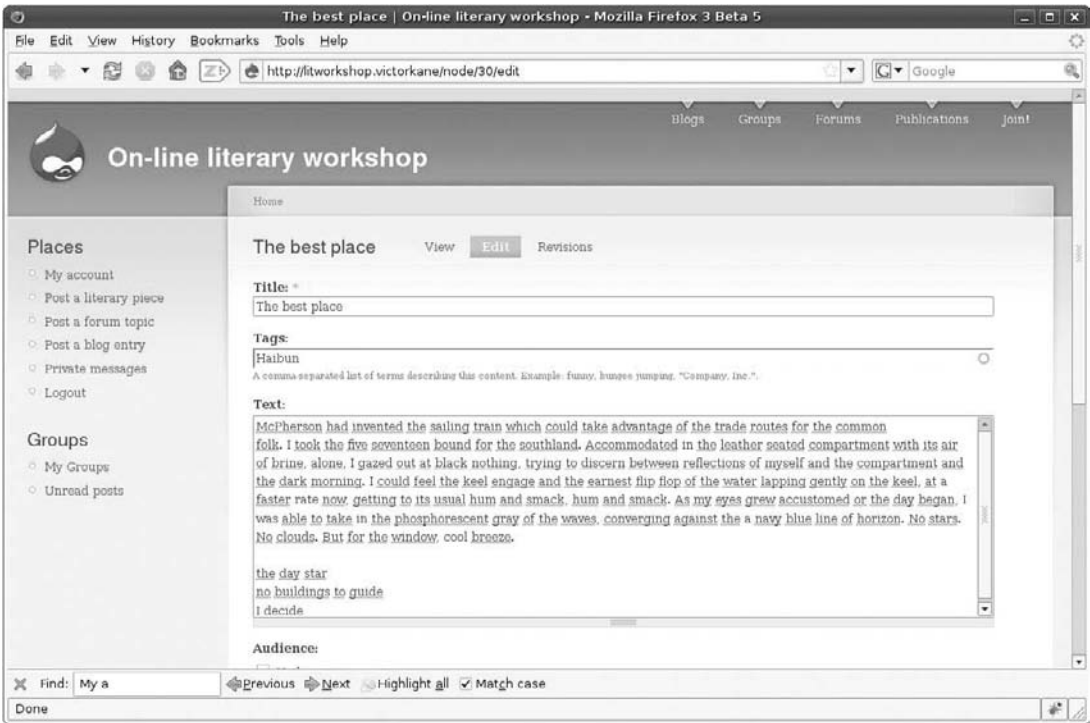 The best place | On-line literary workshop - Mozilla Firefox 3 Beta 5
File Edit View History Bookmarks Tools Help
http://litworkshop.victorkane/node/30/edit
Google
Blogs Groups Forums Publications Join!
On-line literary workshop
Home
Places
My account
Post a literary piece
Post a forum topic
Post a blog entry
Private messages
Logout
Groups
My Groups
Unread posts
The best place View Edit Revisions
Title: *
The best place
Tags:
Haibun
A comma-separated list of terms describing this content. Example: funny, bungee jumping, "Company, Inc.".
Text:
McPherson had invented the sailing train which could take advantage of the trade routes for the common
folk. I took the five seventeen bound for the southland. Accommodated in the leather seated compartment with its air
of brine, alone, I gazed out at black nothing, trying to discern between reflections of myself and the compartment and
the dark morning. I could feel the keel engage and the earnest flip flop of the water lapping gently on the keel, at a
faster rate now, getting to its usual hum and smack, hum and smack. As my eyes grew accustomed or the day began, I
was able to take in the phosphorescent gray of the waves, converging against the a navy blue line of horizon. No stars.
No clouds. But for the window, cool breeze.
the day star
no buildings to guide
I decide
Audience:
Find: My a Previous Next Highlight all Match case
Done